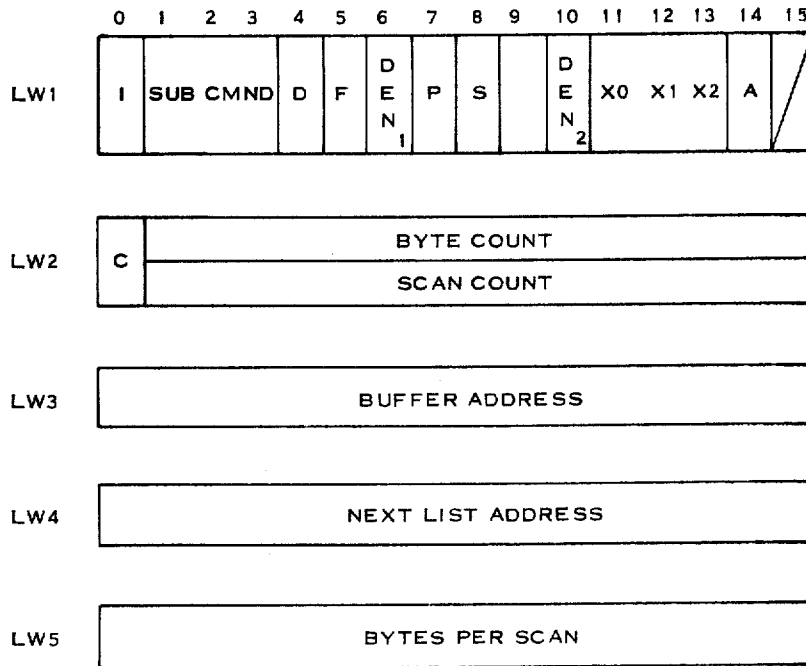 0 1 2 3 4 5 6 7 8 9 10 11 12 13 14 15
LW1 I SUB CMND D F DEN1 P S DEN2 X0 X1 X2 A
LW2 C BYTE COUNT
SCAN COUNT
LW3 BUFFER ADDRESS
LW4 NEXT LIST ADDRESS
LW5 BYTES PER SCAN